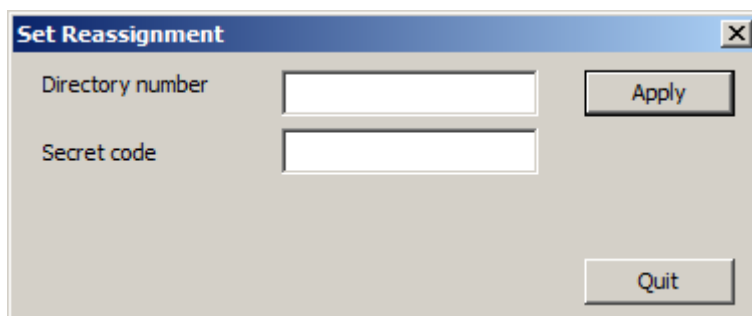 Set Reassignment
Directory number
Apply
Secret code
Quit